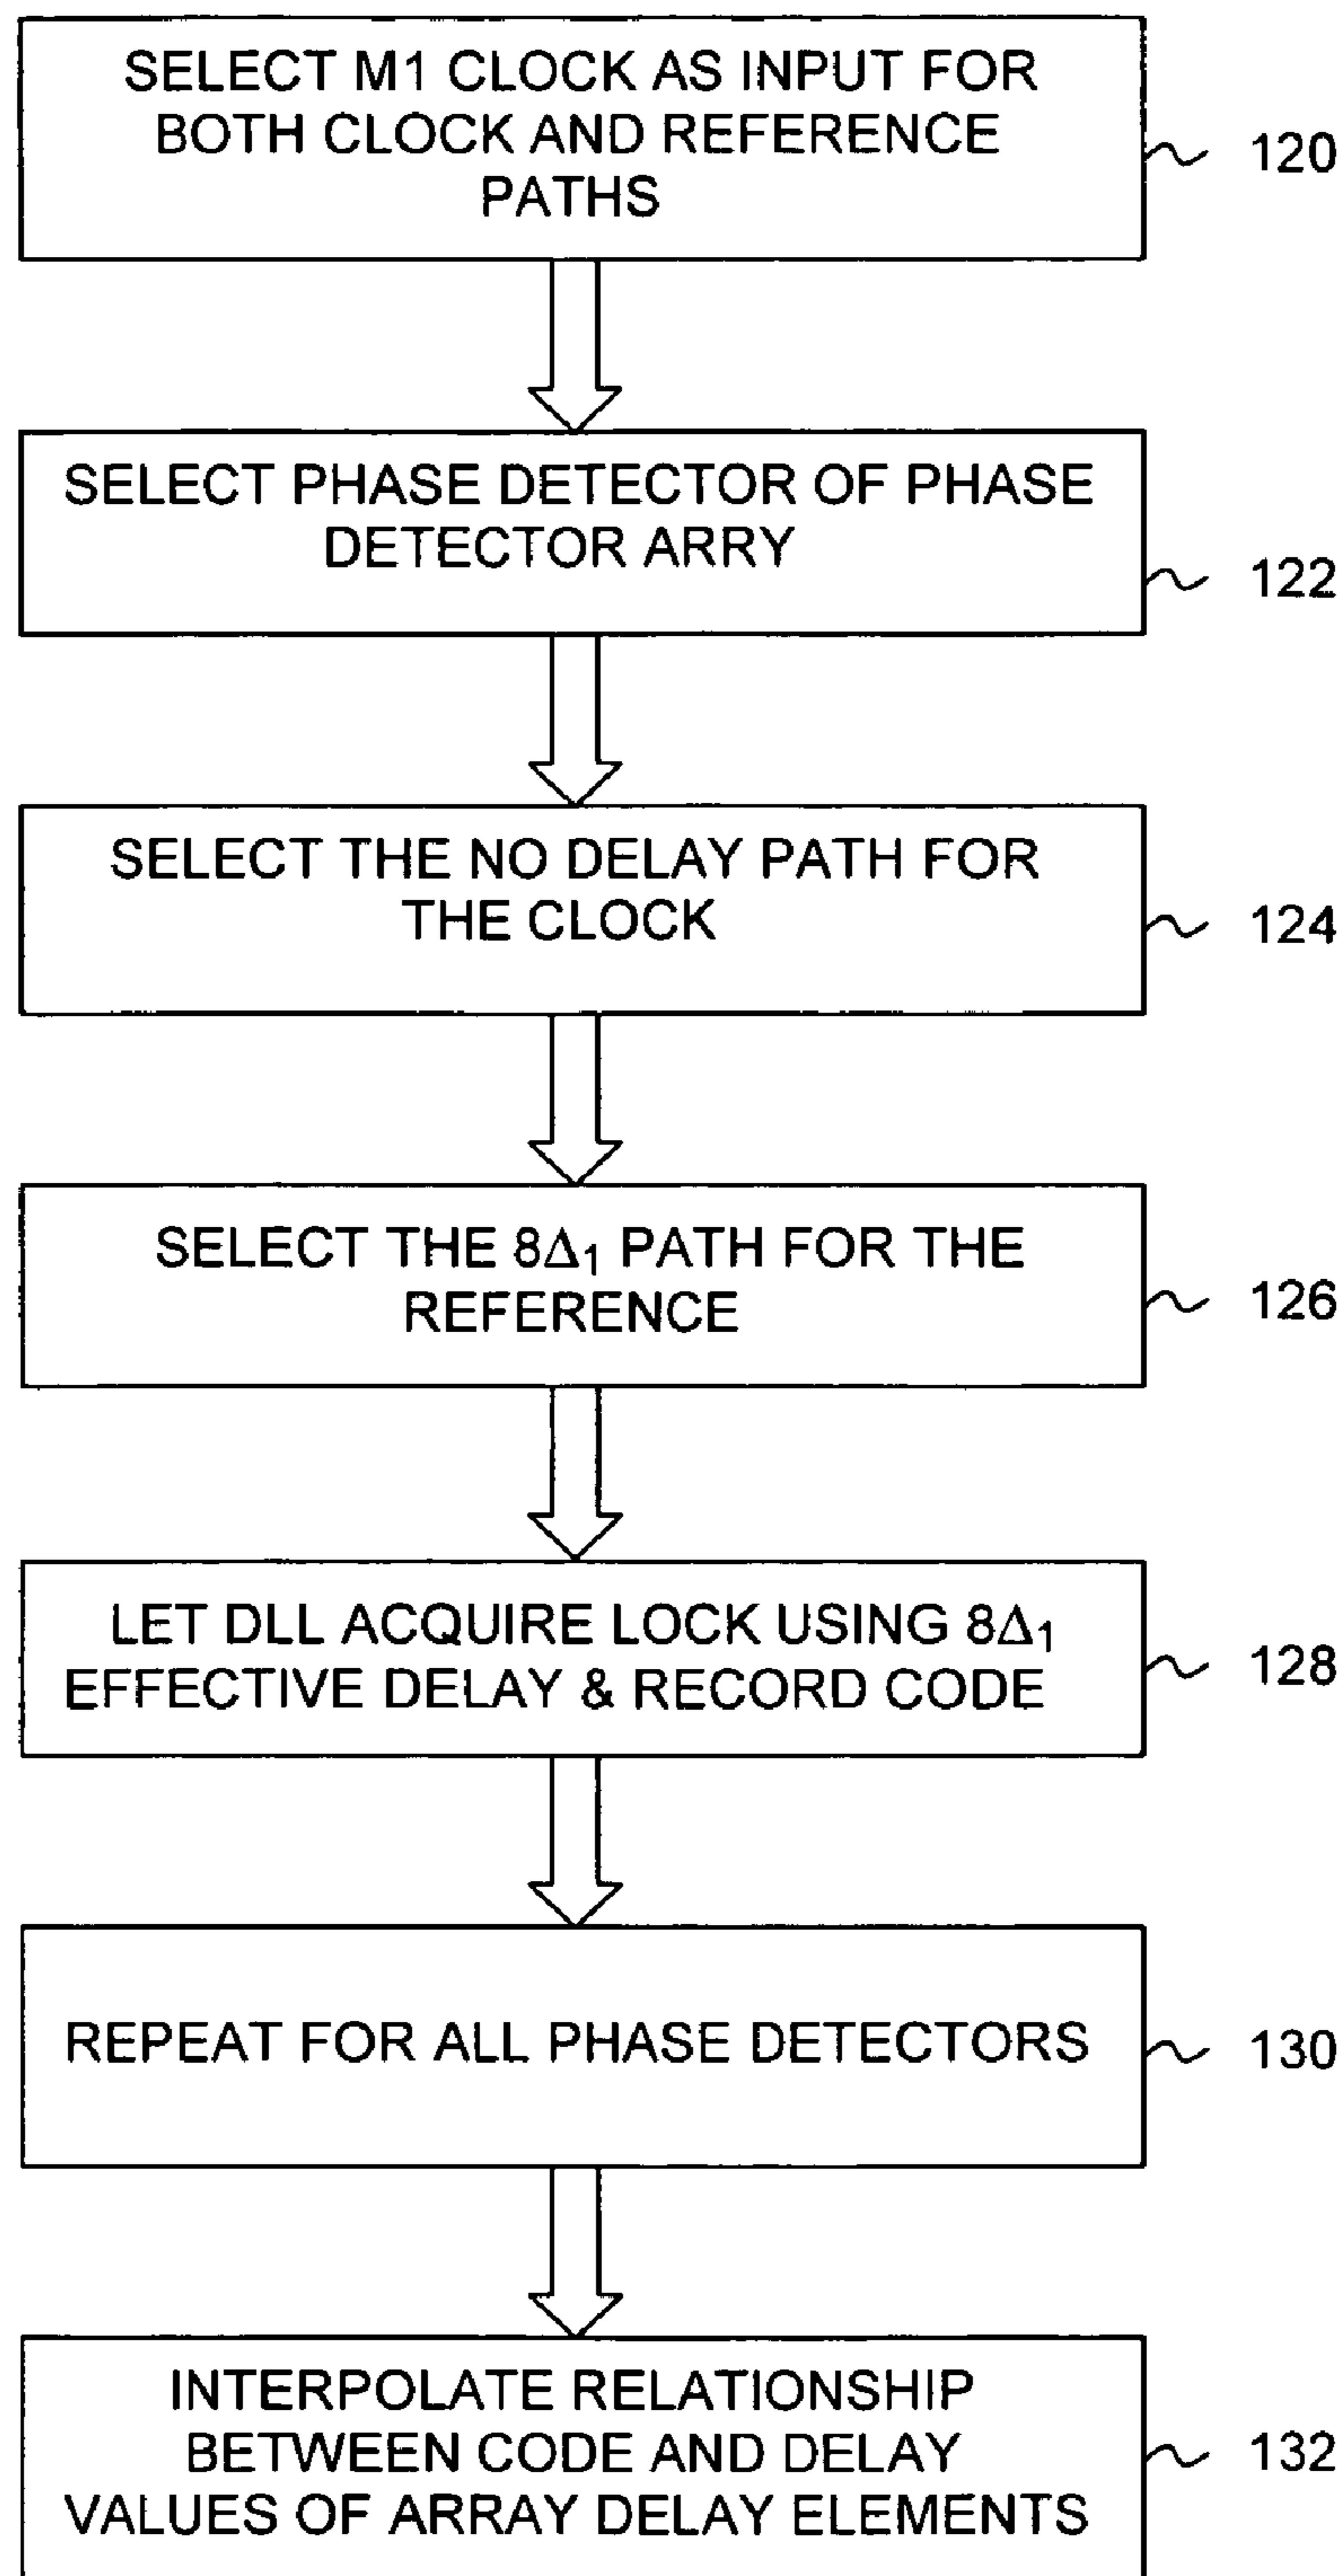 SELECT M1 CLOCK AS INPUT FOR
BOTH CLOCK AND REFERENCE
PATHS
120
SELECT PHASE DETECTOR OF PHASE
DETECTOR ARRY
122
SELECT THE NO DELAY PATH FOR
THE CLOCK
124
SELECT THE 8Δ₁ PATH FOR THE
REFERENCE
126
LET DLL ACQUIRE LOCK USING 8Δ₁
EFFECTIVE DELAY & RECORD CODE
128
REPEAT FOR ALL PHASE DETECTORS
130
INTERPOLATE RELATIONSHIP
BETWEEN CODE AND DELAY
VALUES OF ARRAY DELAY ELEMENTS
132